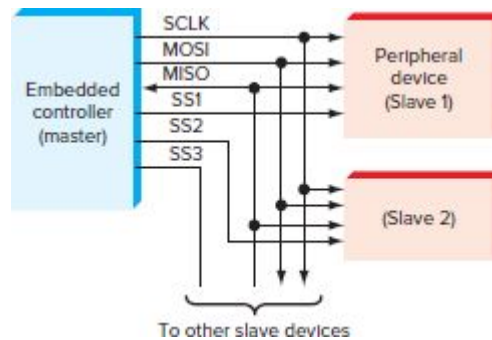 SCLK
MOSI
MISO
SS1
SS2
SS3
Embedded
controller
(master)
Peripheral
device
(Slave 1)
(Slave 2)
To other slave devices